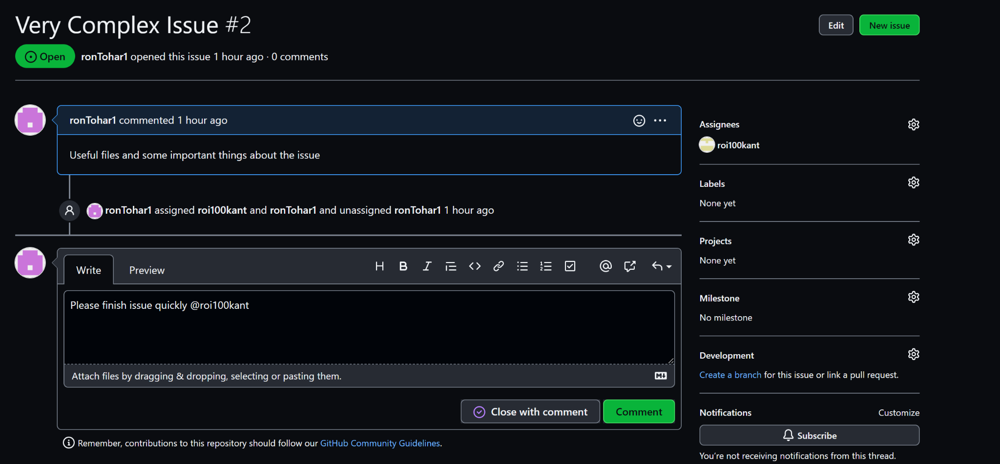 Very Complex Issue #2
Edit
New issue
Open
ronTohar1 opened this issue 1 hour ago · 0 comments
ronTohar1 commented 1 hour ago
Useful files and some important things about the issue
ronTohar1 assigned roi100kant and ronTohar1 and unassigned ronTohar1 1 hour ago
Write
Preview
Please finish issue quickly @roi100kant
Attach files by dragging & dropping, selecting or pasting them.
Close with comment
Comment
Remember, contributions to this repository should follow our GitHub Community Guidelines.
Assignees
roi100kant
Labels
None yet
Projects
None yet
Milestone
No milestone
Development
Create a branch for this issue or link a pull request.
Notifications
Customize
Subscribe
You're not receiving notifications from this thread.